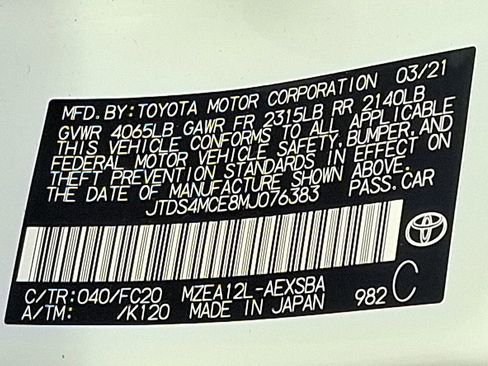 MFD. BY: TOYOTA MOTOR CORPORATION 03/21
GVWR 4065LB GAWR FR 2315LB RR 2140LB
THIS VEHICLE CONFORMS TO ALL APPLICABLE
FEDERAL MOTOR VEHICLE SAFETY, BUMPER, AND
THEFT PREVENTION STANDARDS IN EFFECT ON
THE DATE OF MANUFACTURE SHOWN ABOVE.
JTDS4MCE8MJ076383 PASS. CAR
C/TR: 040/FC20 MZEA12L-AEXSBA
A/TM: /K120 MADE IN JAPAN 982 C